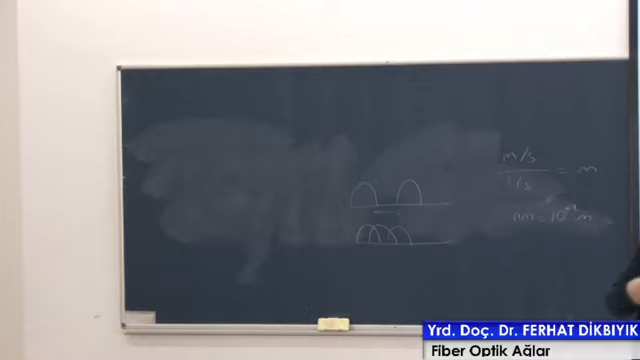 m/s
1/s = m
nm = 10⁻⁹ m
Yrd. Doç. Dr. FERHAT DİKBIYIK
Fiber Optik Ağlar